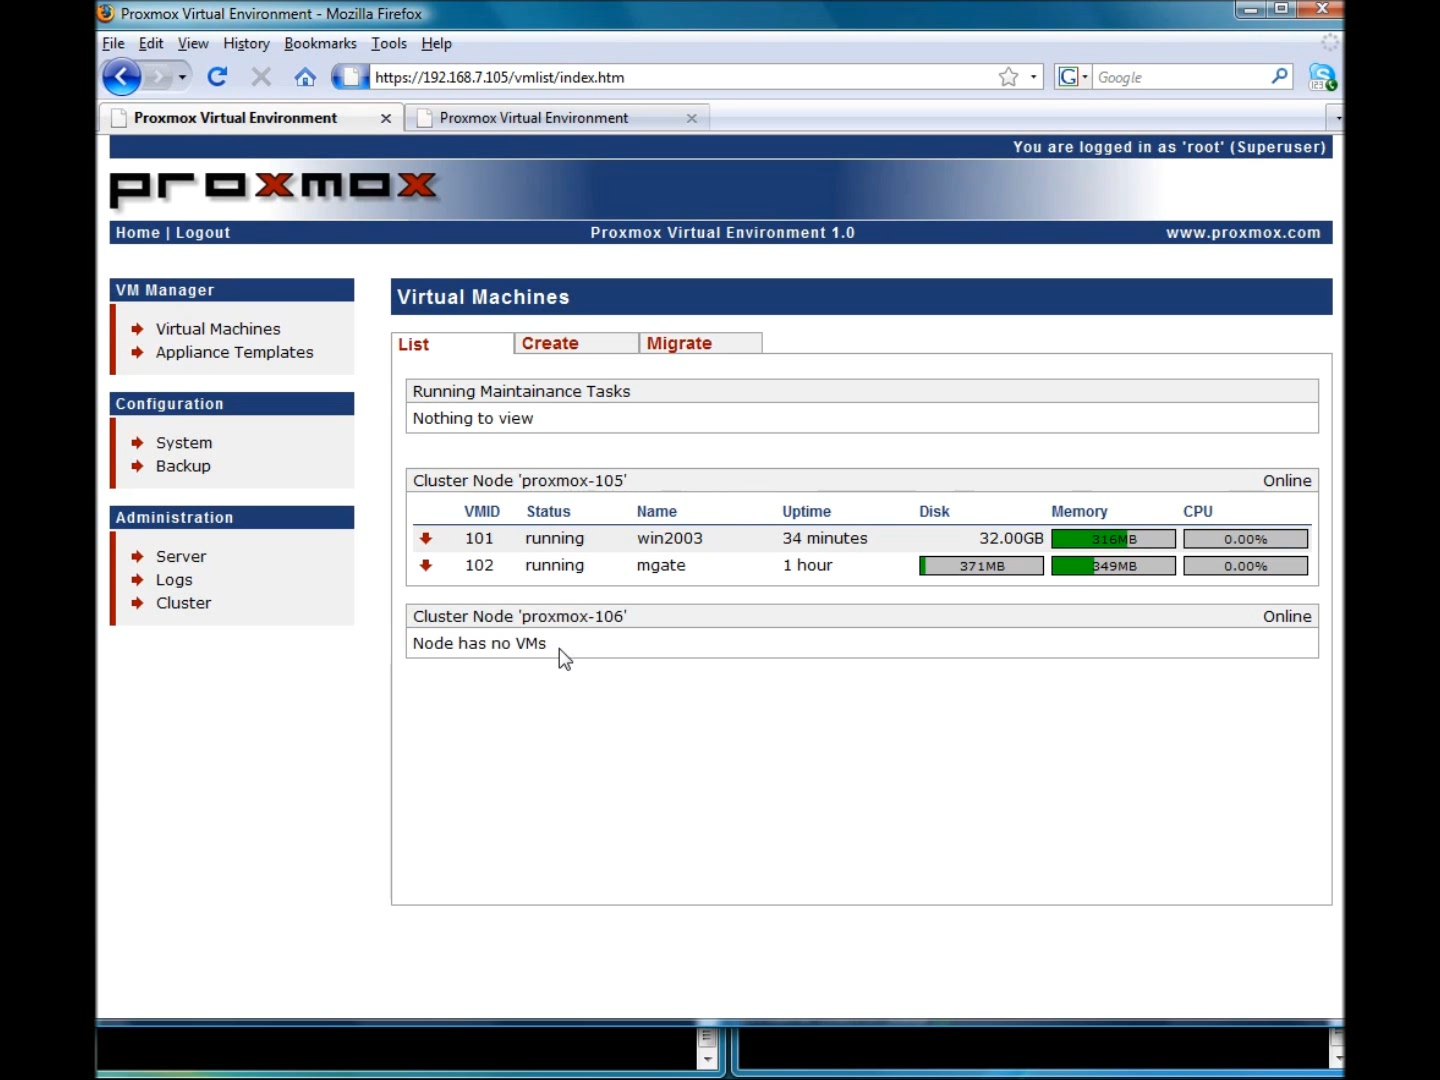 Proxmox Virtual Environment - Mozilla Firefox
File Edit View History Bookmarks Tools Help
https://192.168.7.105/vmlist/index.htm
G Google
123
Proxmox Virtual Environment
Proxmox Virtual Environment
You are logged in as 'root' (Superuser)
proxmox
Home | Logout Proxmox Virtual Environment 1.0 www.proxmox.com
VM Manager
Virtual Machines
Appliance Templates
Configuration
System
Backup
Administration
Server
Logs
Cluster
Virtual Machines
List Create Migrate
Running Maintainance Tasks
Nothing to view
Cluster Node 'proxmox-105' Online
VMID Status Name Uptime Disk Memory CPU
101 running win2003 34 minutes 32.00GB 316MB 0.00%
102 running mgate 1 hour 371MB 349MB 0.00%
Cluster Node 'proxmox-106' Online
Node has no VMs